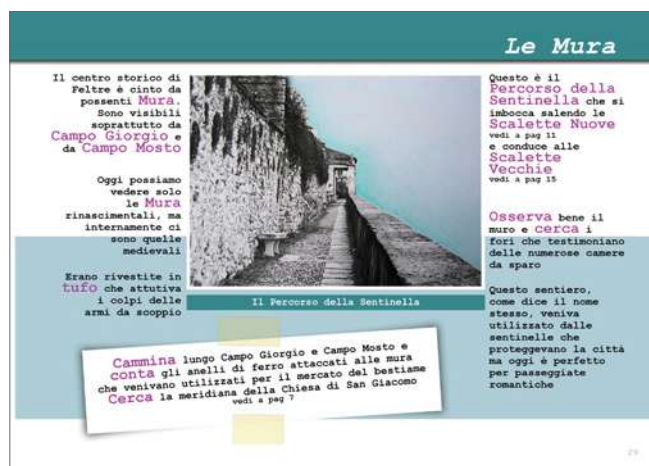 Le Mura
Il centro storico di
Feltre è cinto da
possenti Mura.
Sono visibili
soprattutto da
Campo Giorgio e
da Campo Mosto
Oggi possiamo
vedere solo
le Mura
rinascimentali, ma
internamente ci
sono quelle
medievali
Erano rivestite in
tufo che attutiva
i colpi delle
armi da scoppio
Il Percorso della Sentinella
Questo è il
Percorso della
Sentinella che si
imbocca salendo le
Scalette Nuove
vedi a pag 11
e conduce alle
Scalette
Vecchie
vedi a pag 15
Osserva bene il
muro e cerca i
fori che testimoniano
delle numerose camere
da sparo
Questo sentiero,
come dice il nome
stesso, veniva
utilizzato dalle
sentinelle che
proteggevano la città
ma oggi è perfetto
per passeggiate
romantiche
Cammina lungo Campo Giorgio e Campo Mosto e
conta gli anelli di ferro attaccati alle mura
che venivano utilizzati per il mercato del bestiame
Cerca la meridiana della Chiesa di San Giacomo
vedi a pag 7